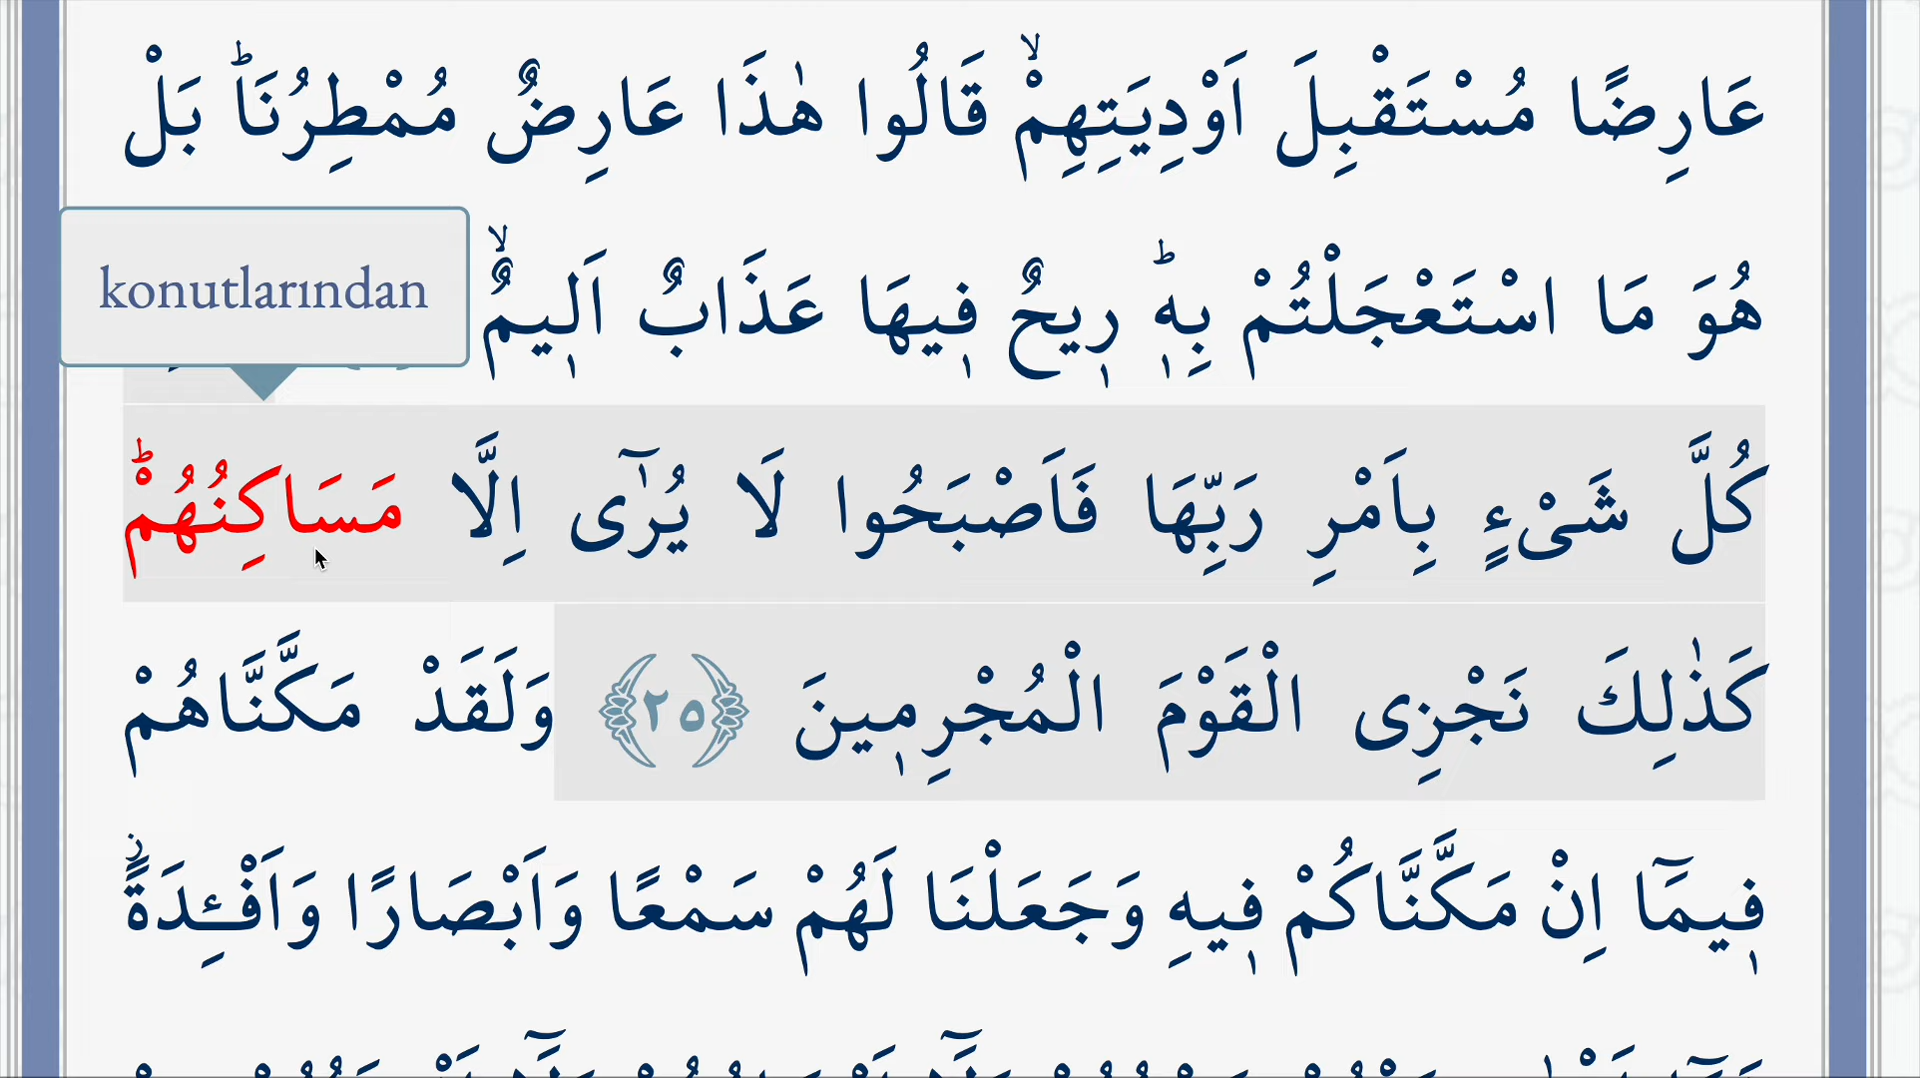 عَارِضًا مُسْتَقْبِلَ اَوْدِيَتِهِمْۙ قَالُوا هٰذَا عَارِضٌ مُمْطِرُنَاۜ بَلْ
هُوَ مَا اسْتَعْجَلْتُمْ بِهٖۜ رٖيحٌ فٖيهَا عَذَابٌ اَلٖيمٌۙ
konutlarından
كُلَّ شَیْءٍ بِاَمْرِ رَبِّهَا فَاَصْبَحُوا لَا يُرٰٓى اِلَّا مَسَاكِنُهُمْۜ
كَذٰلِكَ نَجْزِى الْقَوْمَ الْمُجْرِمٖينَ ﴿٢٥﴾ وَلَقَدْ مَكَّنَّاهُمْ
فٖيمَٓا اِنْ مَكَّنَّاكُمْ فٖيهِ وَجَعَلْنَا لَهُمْ سَمْعًا وَاَبْصَارًا وَاَفْـِٔدَةًؗ